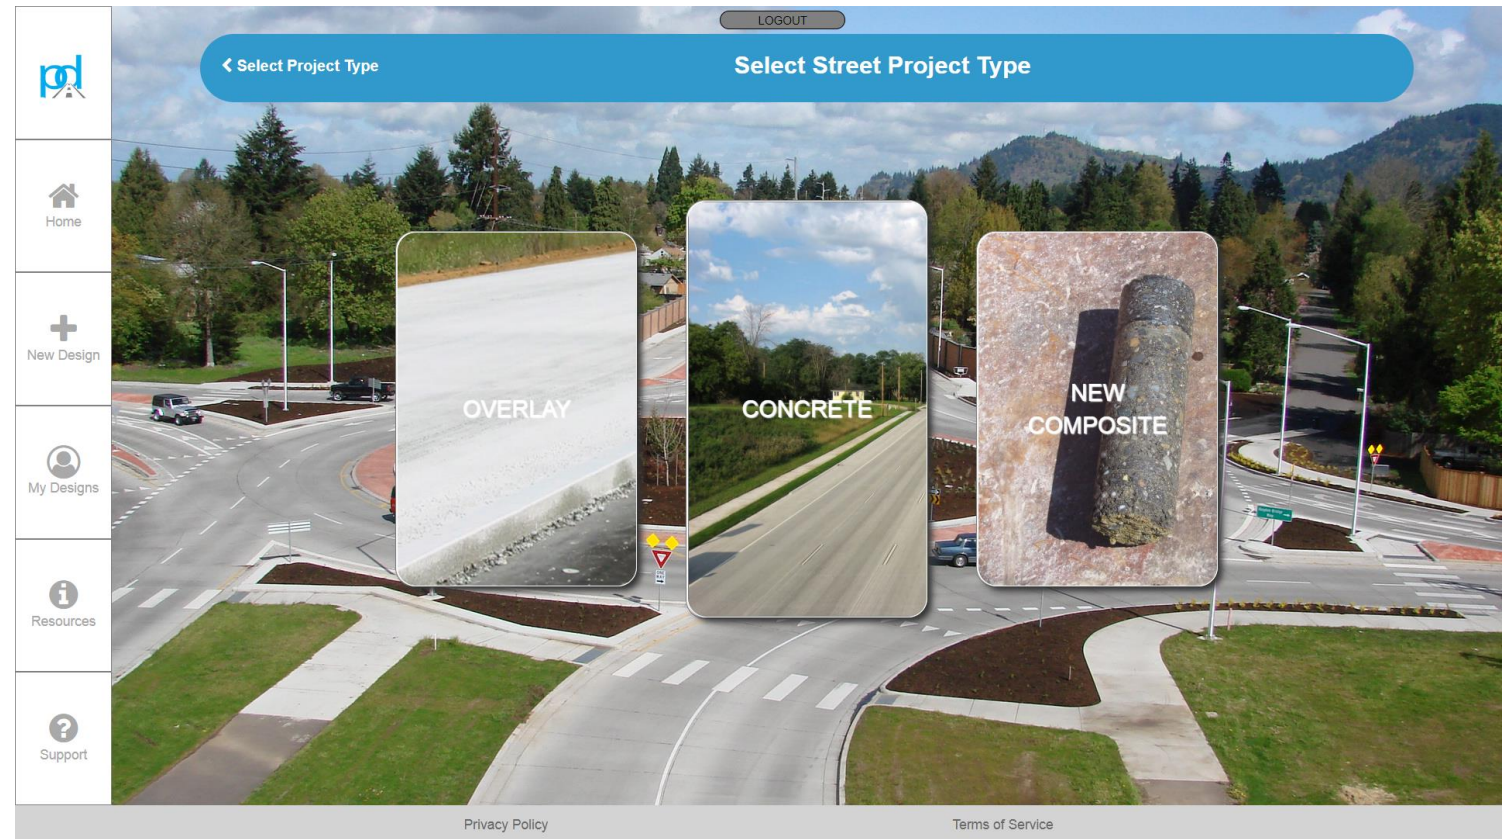 LOGOUT
pd
Select Project Type
Select Street Project Type
Home
New Design
My Designs
Resources
Support
OVERLAY
CONCRETE
NEW
COMPOSITE
Privacy Policy
Terms of Service